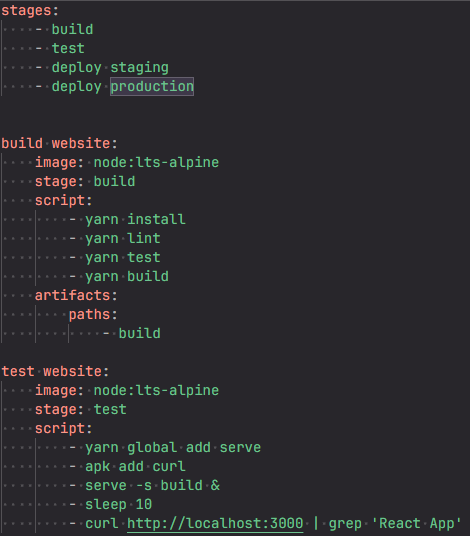 stages:
    - build
    - test
    - deploy staging
    - deploy production
build website:
    image: node:lts-alpine
    stage: build
    script:
        - yarn install
        - yarn lint
        - yarn test
        - yarn build
    artifacts:
        paths:
            - build
test website:
    image: node:lts-alpine
    stage: test
    script:
        - yarn global add serve
        - apk add curl
        - serve -s build &
        - sleep 10
        - curl http://localhost:3000 | grep 'React App'